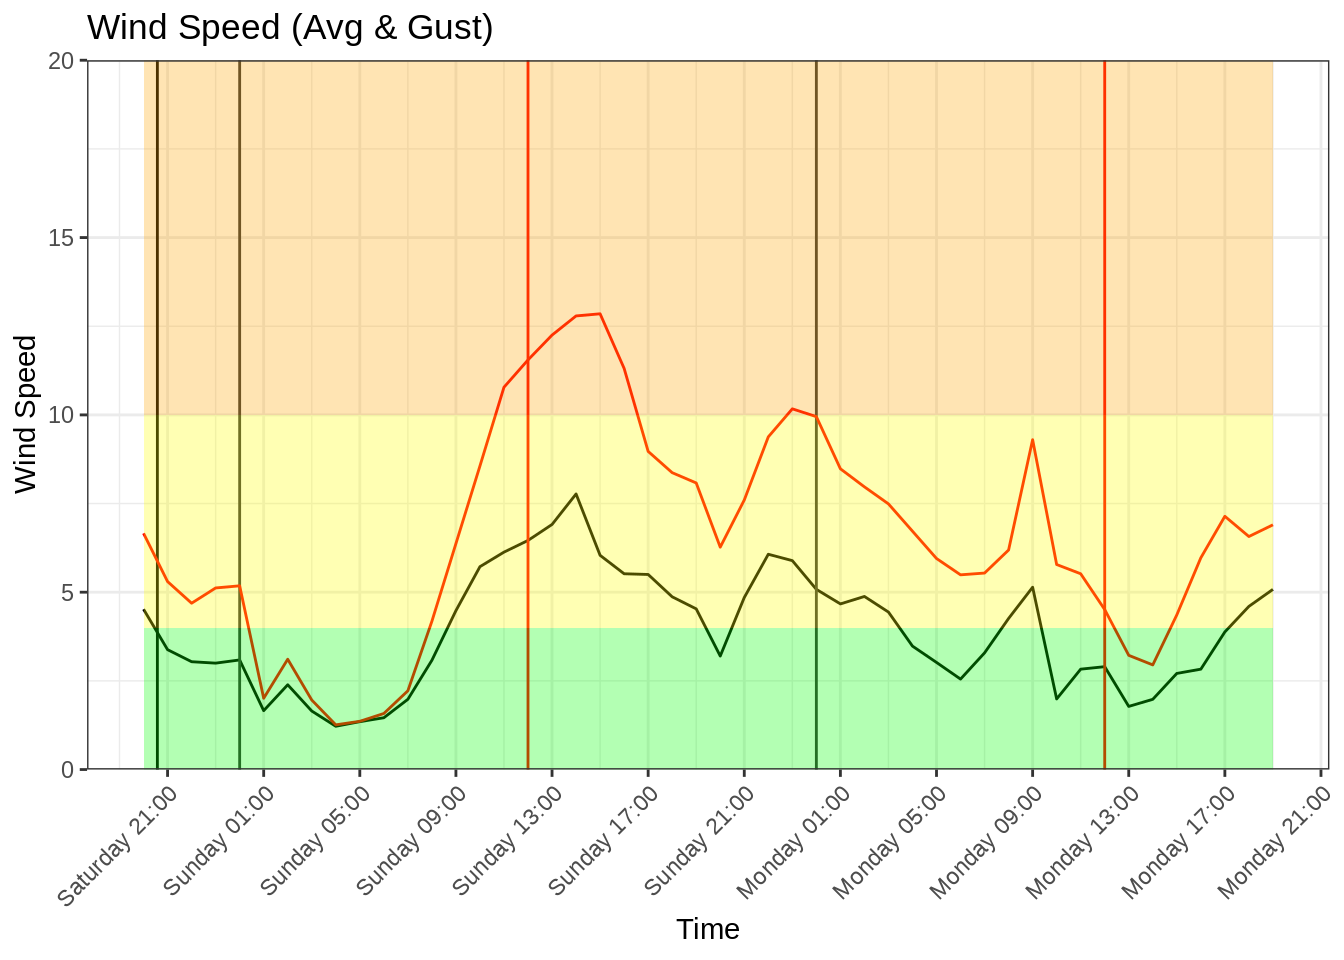 Wind Speed (Avg & Gust)
20
15
10
5
0
Wind Speed
Saturday 21:00
Sunday 01:00
Sunday 05:00
Sunday 09:00
Sunday 13:00
Sunday 17:00
Sunday 21:00
Monday 01:00
Monday 05:00
Monday 09:00
Monday 13:00
Monday 17:00
Monday 21:00
Time